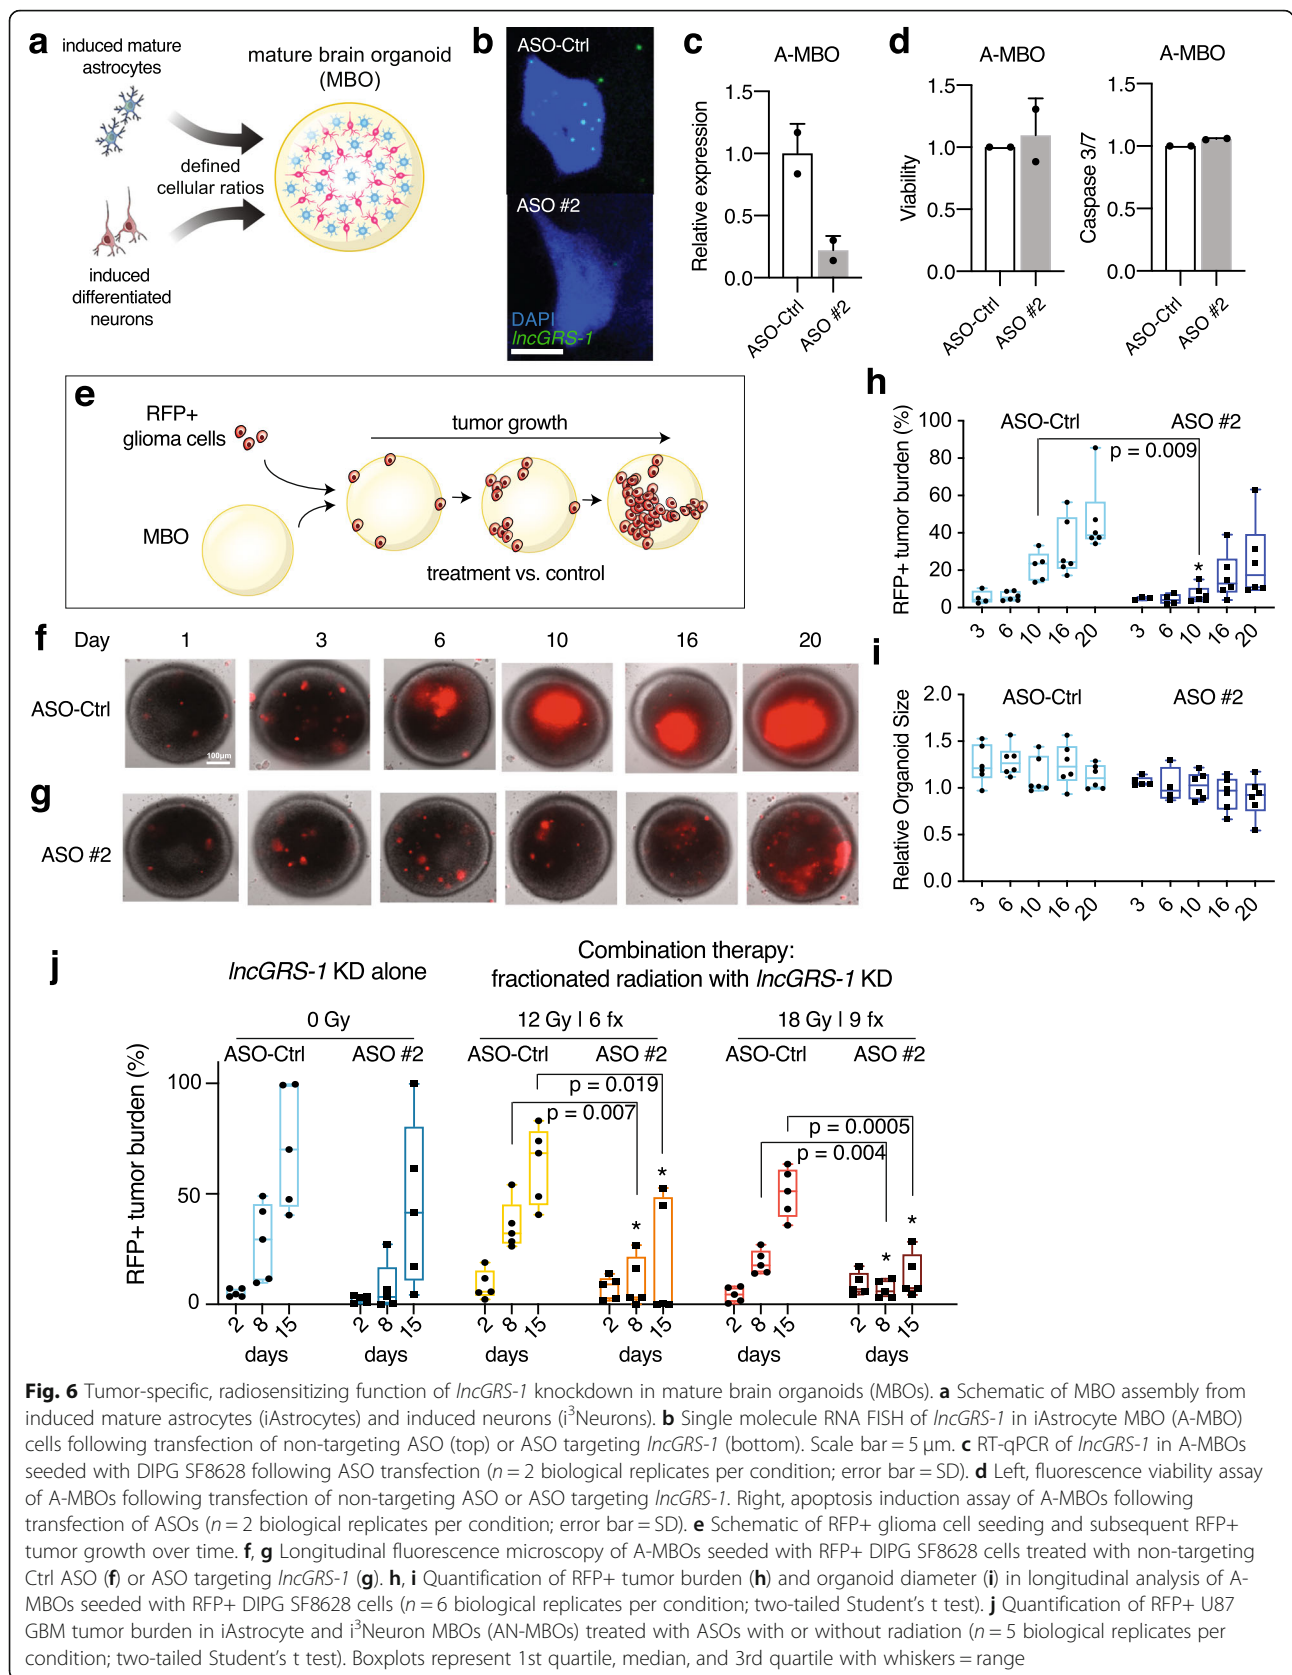 a
induced mature
astrocytes
mature brain organoid
(MBO)
defined
cellular ratios
induced
differentiated
neurons
b
ASO-Ctrl
ASO #2
DAPI
lncGRS-1
c
A-MBO
Relative expression
1.5
1.0
0.5
0.0
ASO-Ctrl
ASO #2
d
A-MBO
Viability
1.5
1.0
0.5
0.0
ASO-Ctrl
ASO #2
A-MBO
Caspase 3/7
1.5
1.0
0.5
0.0
ASO-Ctrl
ASO #2
e
RFP+
glioma cells
MBO
tumor growth
treatment vs. control
h
RFP+ tumor burden (%)
100
80
60
40
20
0
ASO-Ctrl
ASO #2
p = 0.009
*
3 6 10 16 20
3 6 10 16 20
f
Day 1 3 6 10 16 20
ASO-Ctrl
100µm
g
ASO #2
i
Relative Organoid Size
2.0
1.5
1.0
0.5
0.0
ASO-Ctrl
ASO #2
3 6 10 16 20
3 6 10 16 20
j
lncGRS-1 KD alone
Combination therapy:
fractionated radiation with lncGRS-1 KD
0 Gy
12 Gy | 6 fx
18 Gy | 9 fx
ASO-Ctrl ASO #2
ASO-Ctrl ASO #2
ASO-Ctrl ASO #2
RFP+ tumor burden (%)
100
50
0
p = 0.019
p = 0.007
* *
p = 0.0005
p = 0.004
* *
2 8 15 2 8 15 2 8 15 2 8 15 2 8 15 2 8 15
days days days days days days
Fig. 6 Tumor-specific, radiosensitizing function of lncGRS-1 knockdown in mature brain organoids (MBOs). a Schematic of MBO assembly from
induced mature astrocytes (iAstrocytes) and induced neurons (i³Neurons). b Single molecule RNA FISH of lncGRS-1 in iAstrocyte MBO (A-MBO)
cells following transfection of non-targeting ASO (top) or ASO targeting lncGRS-1 (bottom). Scale bar = 5 µm. c RT-qPCR of lncGRS-1 in A-MBOs
seeded with DIPG SF8628 following ASO transfection (n = 2 biological replicates per condition; error bar = SD). d Left, fluorescence viability assay
of A-MBOs following transfection of non-targeting ASO or ASO targeting lncGRS-1. Right, apoptosis induction assay of A-MBOs following
transfection of ASOs (n = 2 biological replicates per condition; error bar = SD). e Schematic of RFP+ glioma cell seeding and subsequent RFP+
tumor growth over time. f, g Longitudinal fluorescence microscopy of A-MBOs seeded with RFP+ DIPG SF8628 cells treated with non-targeting
Ctrl ASO (f) or ASO targeting lncGRS-1 (g). h, i Quantification of RFP+ tumor burden (h) and organoid diameter (i) in longitudinal analysis of A-
MBOs seeded with RFP+ DIPG SF8628 cells (n = 6 biological replicates per condition; two-tailed Student's t test). j Quantification of RFP+ U87
GBM tumor burden in iAstrocyte and i³Neuron MBOs (AN-MBOs) treated with ASOs with or without radiation (n = 5 biological replicates per
condition; two-tailed Student's t test). Boxplots represent 1st quartile, median, and 3rd quartile with whiskers = range